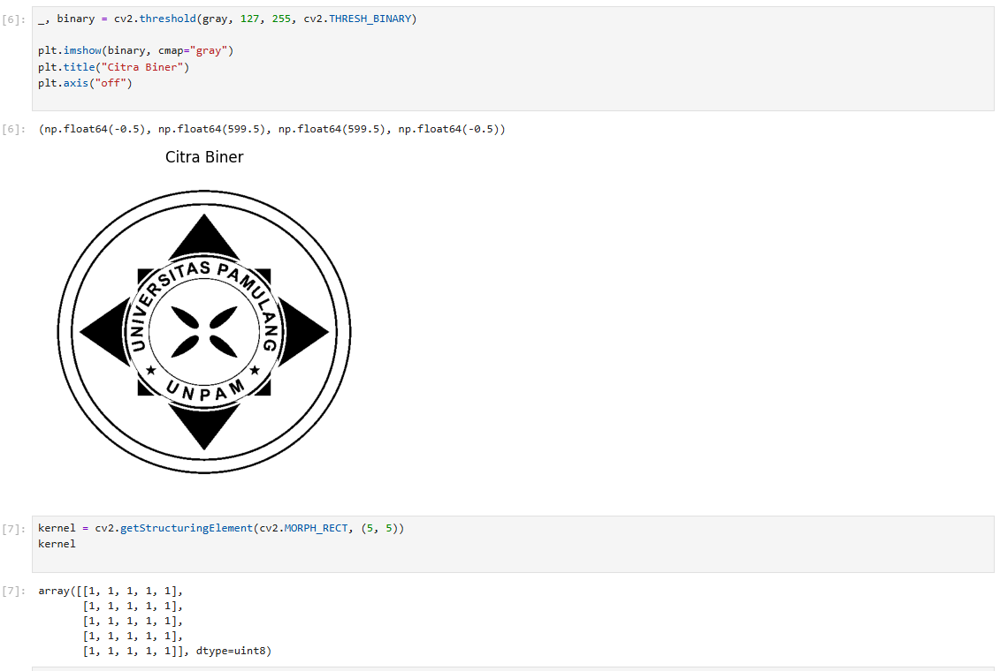 [6]: _, binary = cv2.threshold(gray, 127, 255, cv2.THRESH_BINARY)
plt.imshow(binary, cmap="gray")
plt.title("Citra Biner")
plt.axis("off")
[6]: (np.float64(-0.5), np.float64(599.5), np.float64(599.5), np.float64(-0.5))
Citra Biner
UNIVERSITAS PAMULANG
UNPAM
[7]: kernel = cv2.getStructuringElement(cv2.MORPH_RECT, (5, 5))
kernel
[7]: array([[1, 1, 1, 1, 1],
[1, 1, 1, 1, 1],
[1, 1, 1, 1, 1],
[1, 1, 1, 1, 1],
[1, 1, 1, 1, 1]], dtype=uint8)